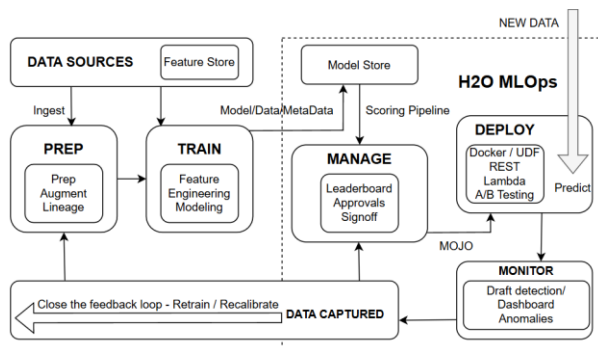 NEW DATA
DATA SOURCES
Feature Store
Model Store
H2O MLOps
Ingest
Model/Data/MetaData
Scoring Pipeline
PREP
Prep
Augment
Lineage
TRAIN
Feature
Engineering
Modeling
MANAGE
Leaderboard
Approvals
Signoff
DEPLOY
Docker / UDF
REST
Lambda
A/B Testing
Predict
MOJO
MONITOR
Draft detection/
Dashboard
Anomalies
Close the feedback loop - Retrain / Recalibrate
DATA CAPTURED